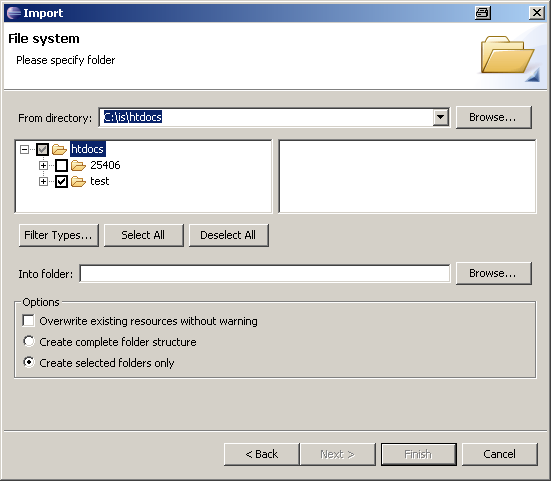 Import
File system
Please specify folder
From directory: C:\is\htdocs Browse...
htdocs
25406
test
Filter Types... Select All Deselect All
Into folder: Browse...
Options
Overwrite existing resources without warning
Create complete folder structure
Create selected folders only
< Back Next > Finish Cancel